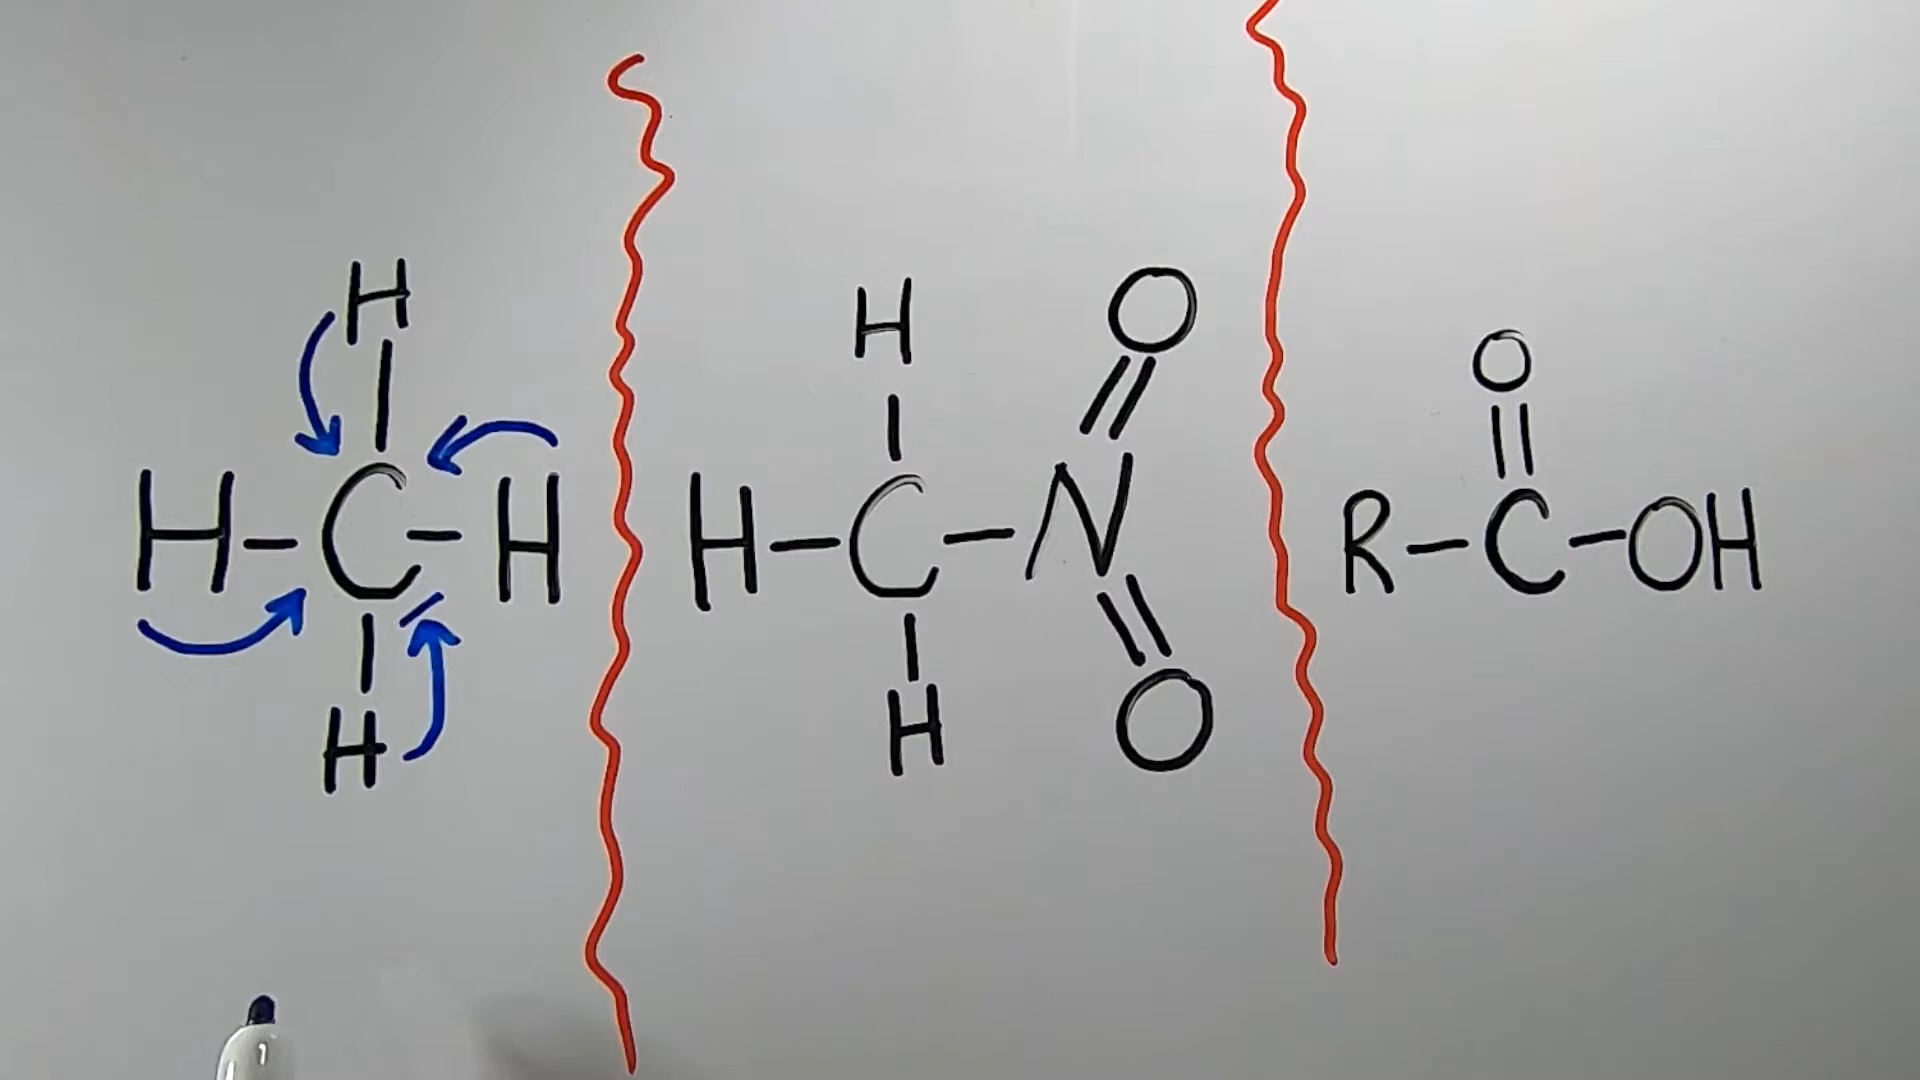 H
H-C-H
H
H O
H-C-N
H O
O
R-C-OH